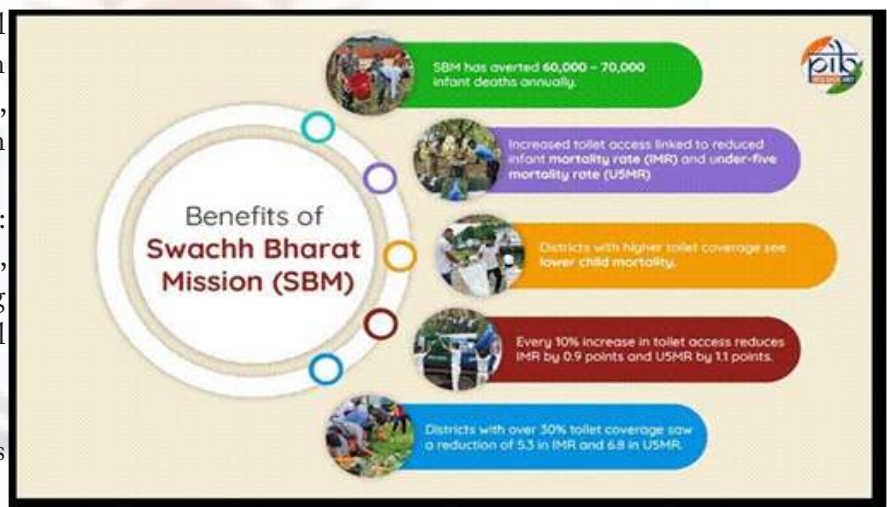 l
n
,
n
:
,
g
l
s
Benefits of
Swachh Bharat
Mission (SBM)
SBM has averted 60,000 – 70,000
infant deaths annually.
Increased toilet access linked to reduced
infant mortality rate (IMR) and under-five
mortality rate (U5MR)
Districts with higher toilet coverage see
lower child mortality.
Every 10% increase in toilet access reduces
IMR by 0.9 points and U5MR by 1.1 points.
Districts with over 30% toilet coverage saw
a reduction of 5.3 in IMR and 6.8 in U5MR.
pib